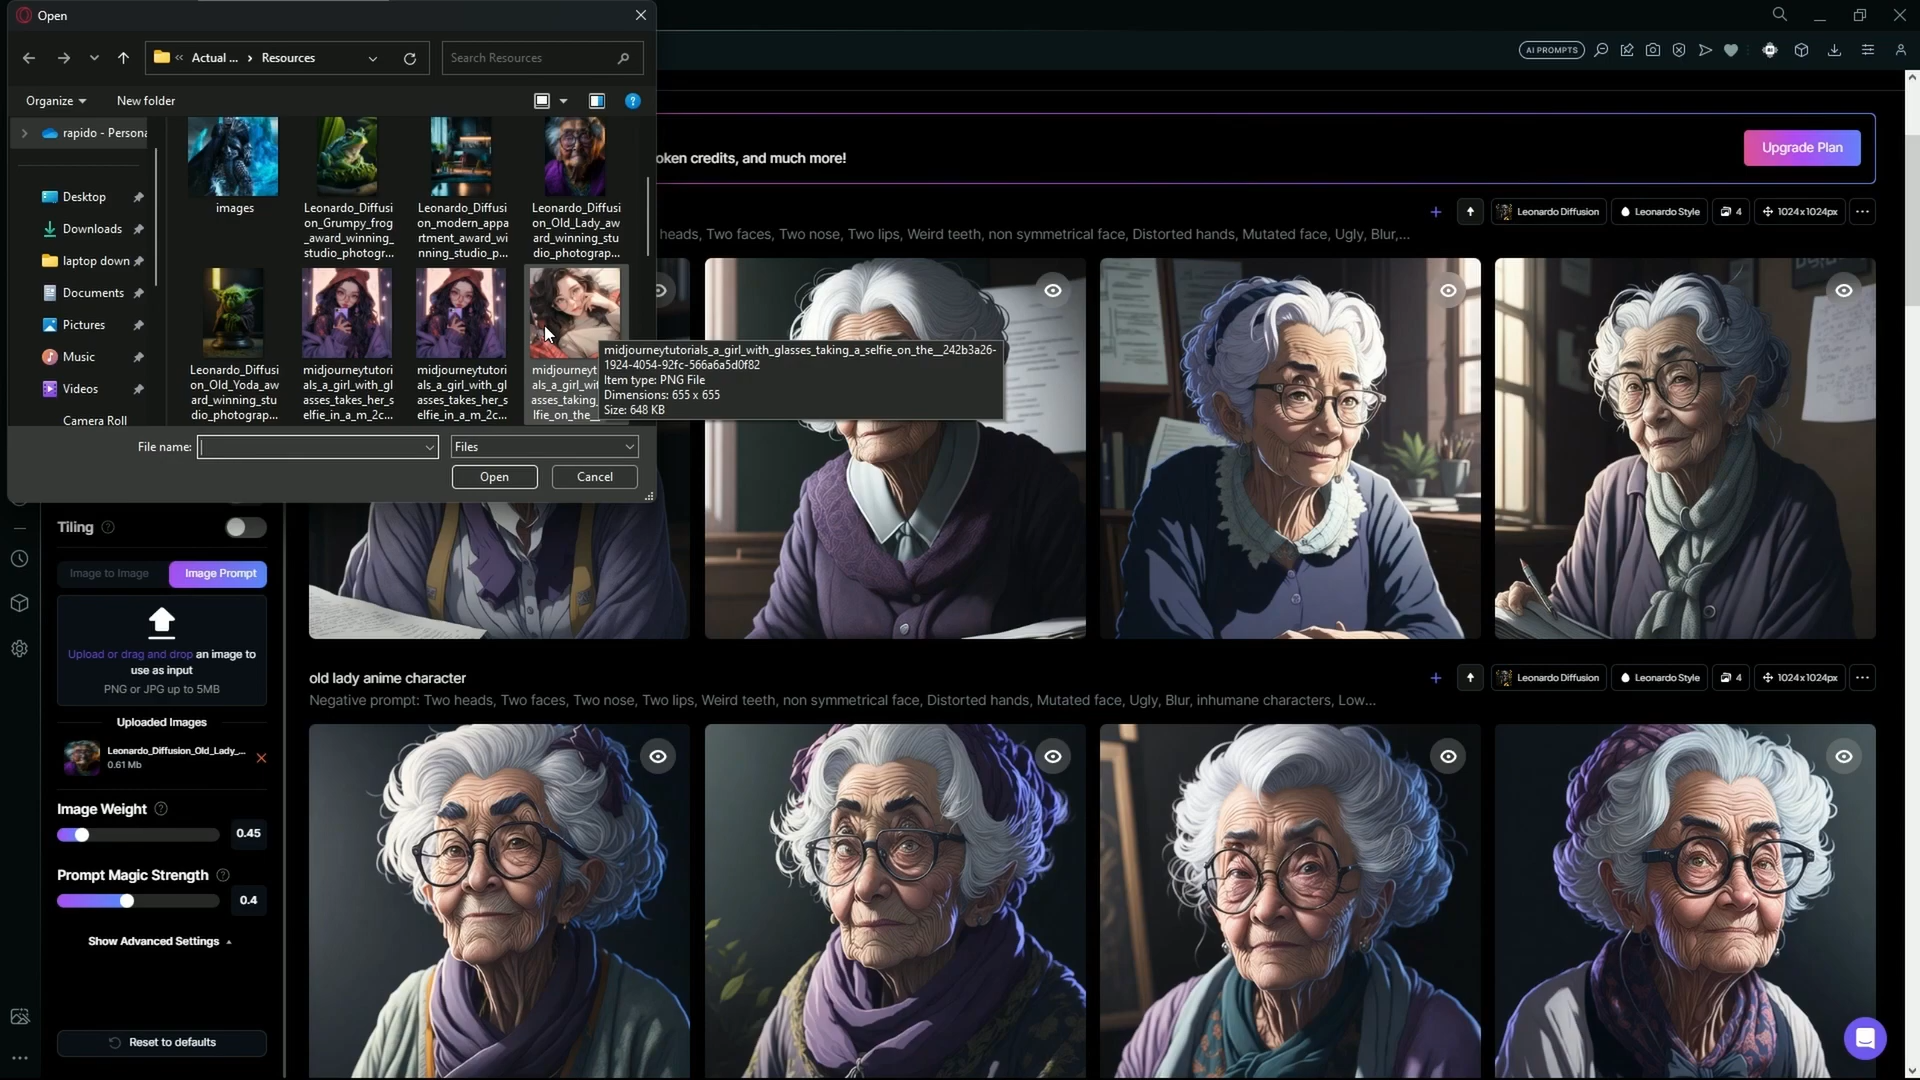 Open
Actual ... > Resources
Search Resources
Organize
New folder
rapido - Persona
Desktop
Downloads
laptop down
Documents
Pictures
Music
Videos
Camera Roll
images
Leonardo_Diffusi
on_Grumpy_frog
_award_winning_
studio_photogr...
Leonardo_Diffusi
on_modern_appa
rtment_award_wi
nning_studio_p...
Leonardo_Diffusi
on_Old_Lady_aw
ard_winning_stu
dio_photograp...
Leonardo_Diffusi
on_Old_Yoda_aw
ard_winning_stu
dio_photograp...
midjourneytutori
als_a_girl_with_gl
asses_takes_her_s
elfie_in_a_m_2c...
midjourneytutori
als_a_girl_with_gl
asses_takes_her_s
elfie_in_a_m_2c...
midjourneyt
als_a_girl_wit
asses_taking_
lfie_on_the_
midjourneytutorials_a_girl_with_glasses_taking_a_selfie_on_the__242b3a26-
1924-4054-92fc-566a6a5d0f82
Item type: PNG File
Dimensions: 655 x 655
Size: 648 KB
File name:
Files
Open
Cancel
AI PROMPTS
oken credits, and much more!
Upgrade Plan
Leonardo Diffusion
Leonardo Style
4
1024x1024px
heads, Two faces, Two nose, Two lips, Weird teeth, non symmetrical face, Distorted hands, Mutated face, Ugly, Blur,...
Tiling
Image to Image
Image Prompt
Upload or drag and drop an image to
use as input
PNG or JPG up to 5MB
Uploaded Images
Leonardo_Diffusion_Old_Lady_...
0.61 Mb
Image Weight
0.45
Prompt Magic Strength
0.4
Show Advanced Settings
Reset to defaults
old lady anime character
Leonardo Diffusion
Leonardo Style
4
1024x1024px
Negative prompt: Two heads, Two faces, Two nose, Two lips, Weird teeth, non symmetrical face, Distorted hands, Mutated face, Ugly, Blur, inhumane characters, Low...